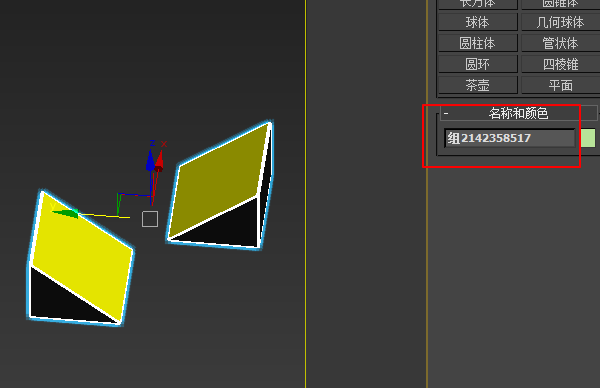 长方体 圆锥体
球体 几何球体
圆柱体 管状体
圆环 四棱锥
茶壶 平面
- 名称和颜色
组2142358517